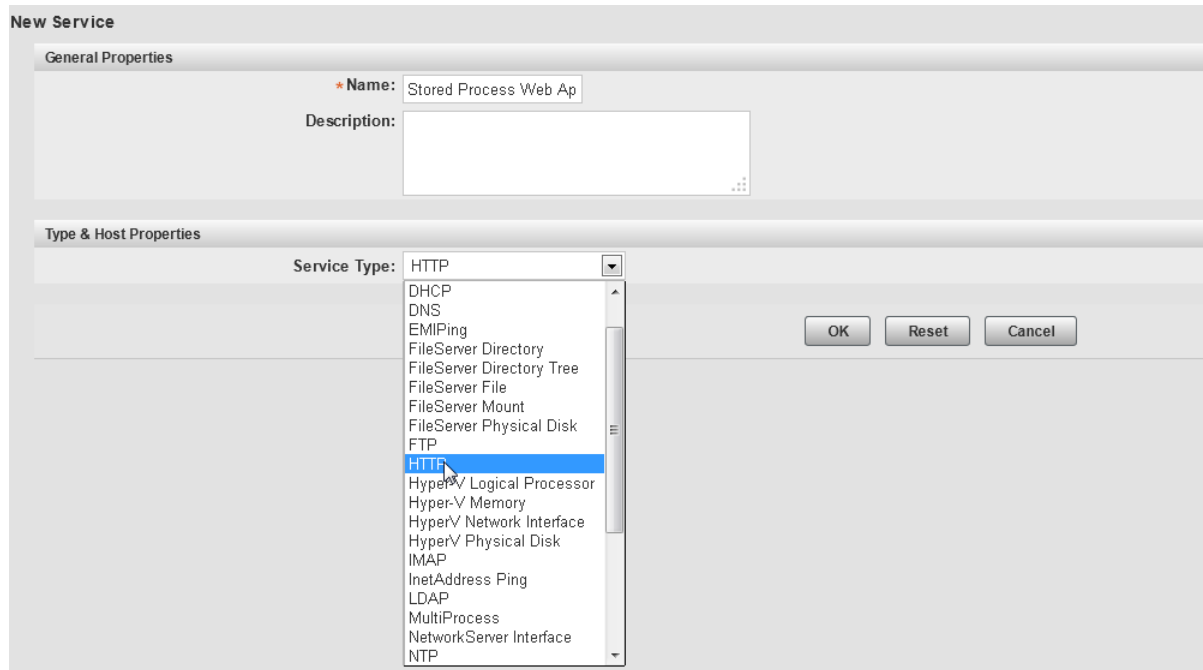 New Service
General Properties
*Name: Stored Process Web Ap
Description:
Type & Host Properties
Service Type: HTTP
DHCP
DNS
EMIPing
FileServer Directory
FileServer Directory Tree
FileServer File
FileServer Mount
FileServer Physical Disk
FTP
HTTP
Hyper-V Logical Processor
Hyper-V Memory
HyperV Network Interface
HyperV Physical Disk
IMAP
InetAddress Ping
LDAP
MultiProcess
NetworkServer Interface
NTP
OK Reset Cancel